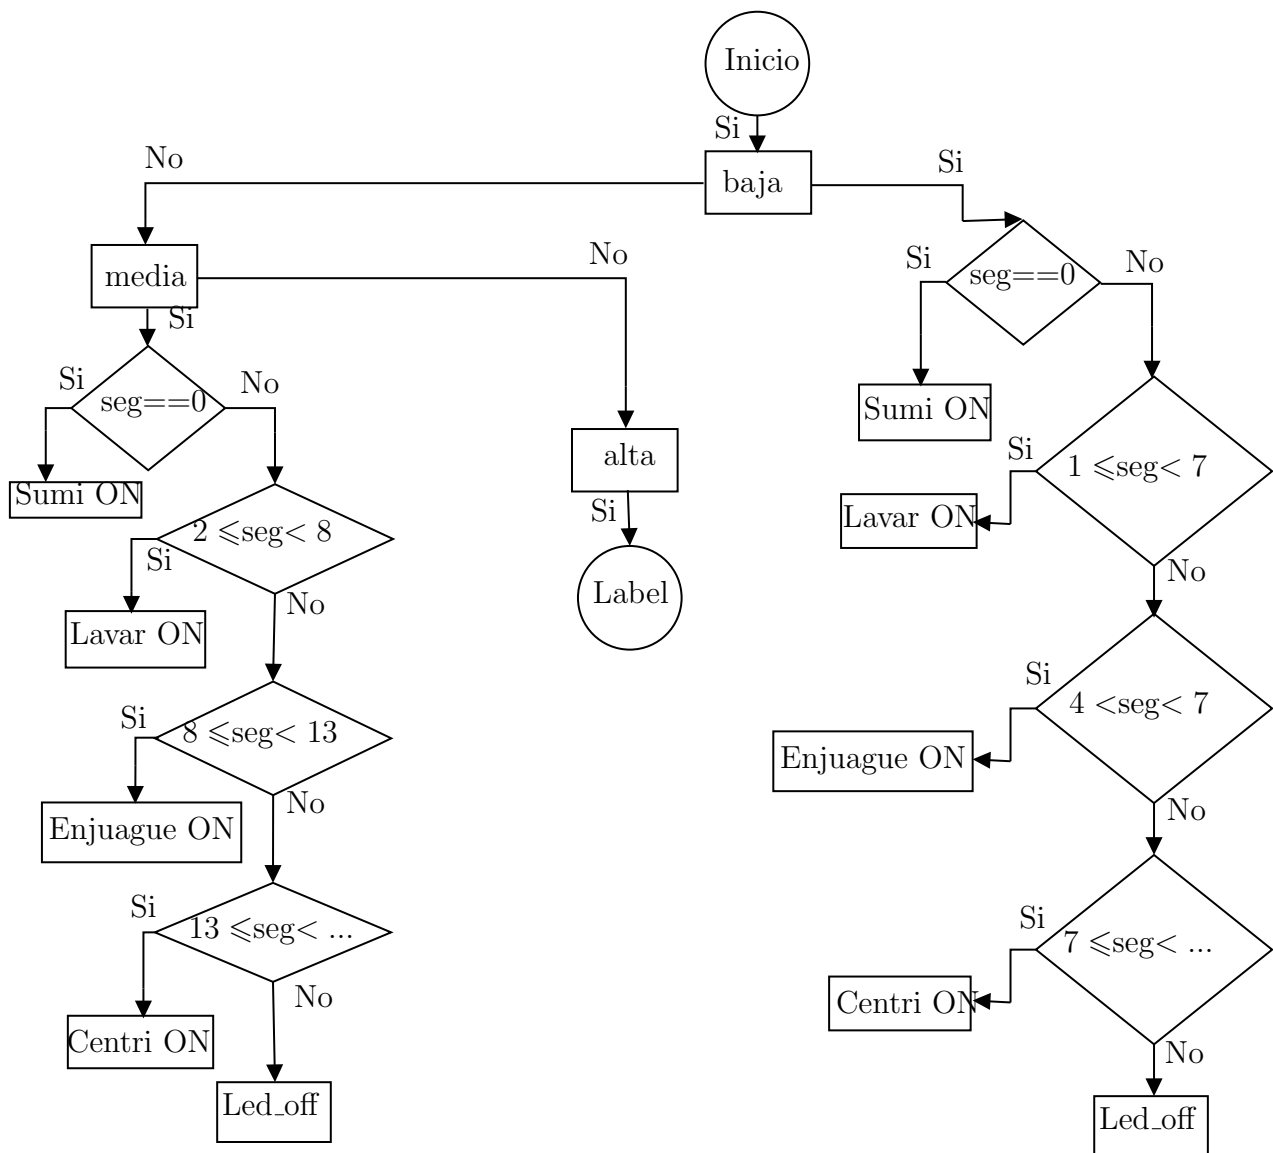 Inicio
Si
No
Si
baja
No
Si
seg==0
No
media
Si
Si
seg==0
No
Sumi ON
Sumi ON
alta
Si
1 ⩽seg< 7
Si
Lavar ON
2 ⩽seg< 8
Si
No
No
Label
Lavar ON
Si
4 <seg< 7
Si
8 ⩽seg< 13
Enjuague ON
No
No
Enjuague ON
Si
13 ⩽seg< ...
Si
7 ⩽seg< ...
No
Centri ON
Centri ON
No
Led_off
Led_off